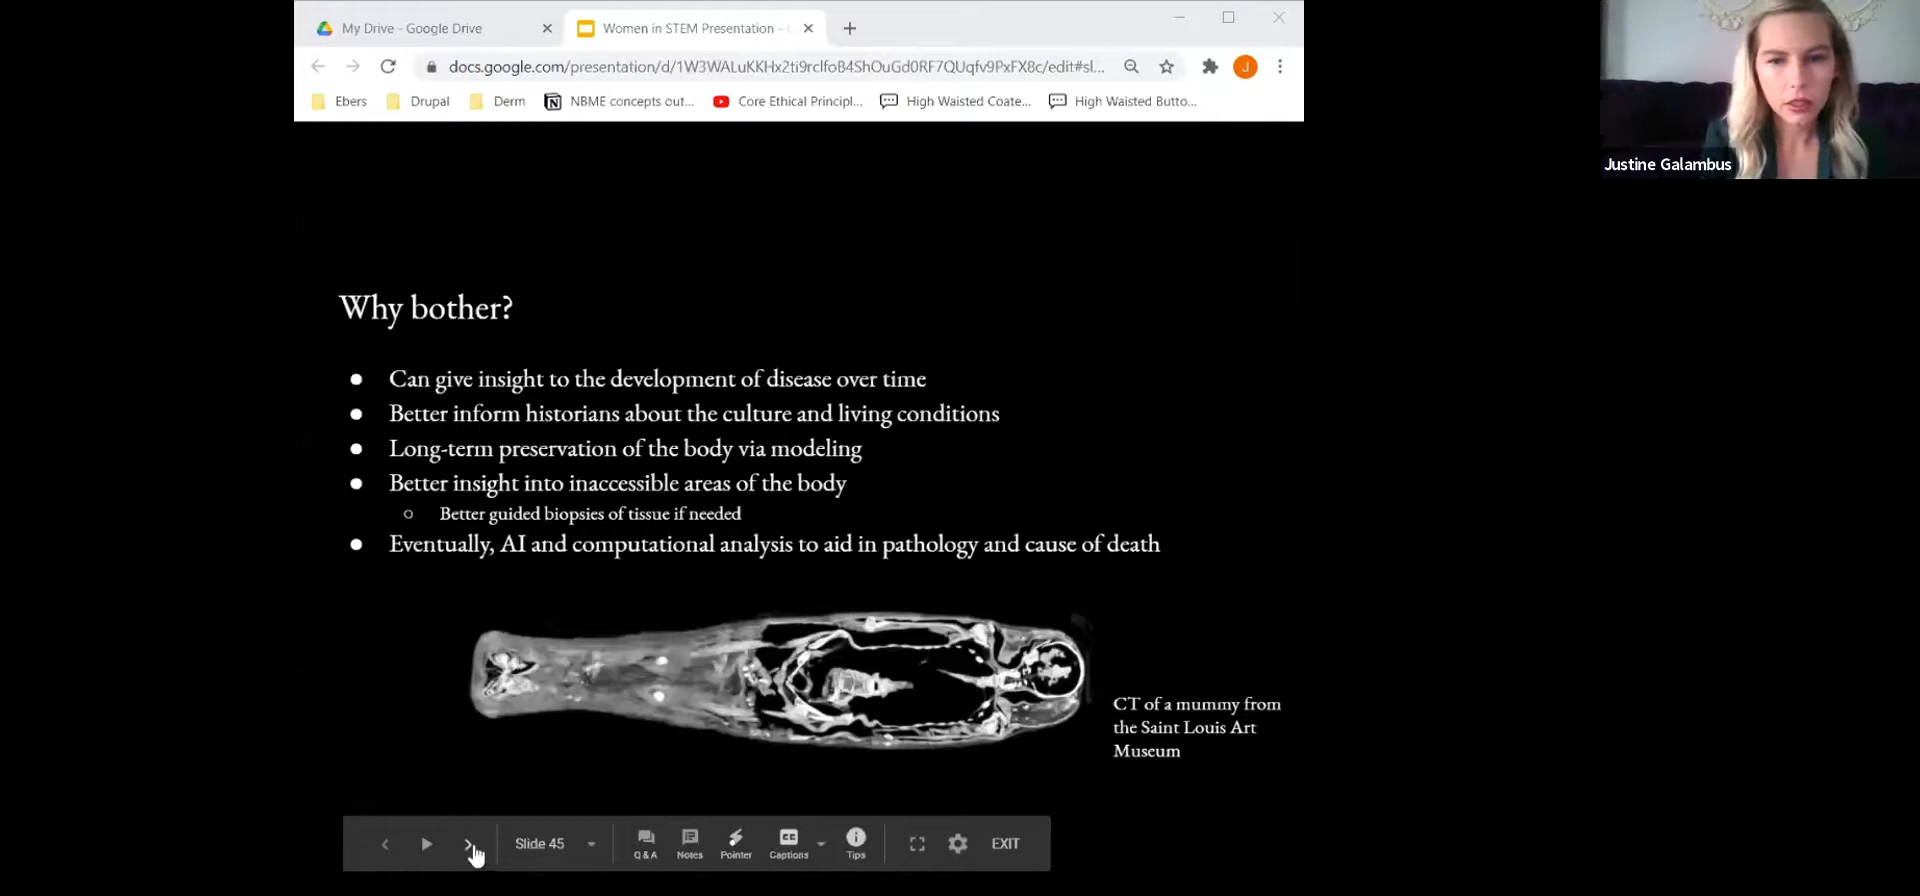 My Drive - Google Drive
Women in STEM Presentation -
docs.google.com/presentation/d/1W3WALuKKHx2ti9rclfoB4ShOuGd0RF7QUqfv9PxFX8c/edit#sl...
J
Ebers
Drupal
Derm
NBME concepts out...
Core Ethical Principl...
High Waisted Coate...
High Waisted Butto...
Justine Galambus
Why bother?
● Can give insight to the development of disease over time
● Better inform historians about the culture and living conditions
● Long-term preservation of the body via modeling
● Better insight into inaccessible areas of the body
○ Better guided biopsies of tissue if needed
● Eventually, AI and computational analysis to aid in pathology and cause of death
CT of a mummy from
the Saint Louis Art
Museum
Slide 45
Q & A
Notes
Pointer
CC
Captions
Tips
EXIT